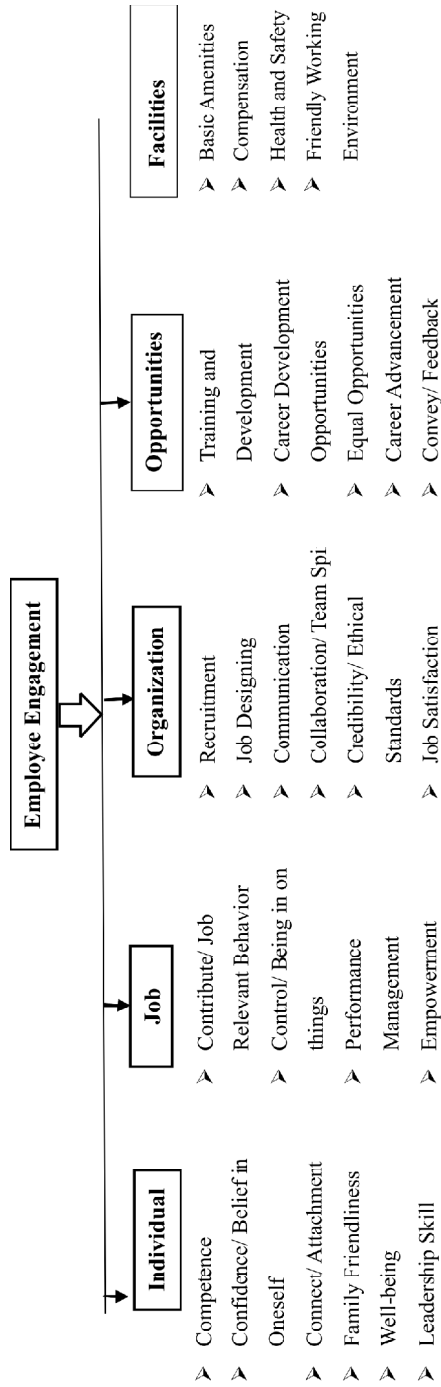 Employee Engagement
Individual
Competence
Confidence/ Belief in
Oneself
Connect/ Attachment
Family Friendliness
Well-being
Leadership Skill
Job
Contribute/ Job
Relevant Behavior
Control/ Being in on
things
Performance
Management
Empowerment
Organization
Recruitment
Job Designing
Communication
Collaboration/ Team Spi
Credibility/ Ethical
Standards
Job Satisfaction
Opportunities
Training and
Development
Career Development
Opportunities
Equal Opportunities
Career Advancement
Convey/ Feedback
Facilities
Basic Amenities
Compensation
Health and Safety
Friendly Working
Environment